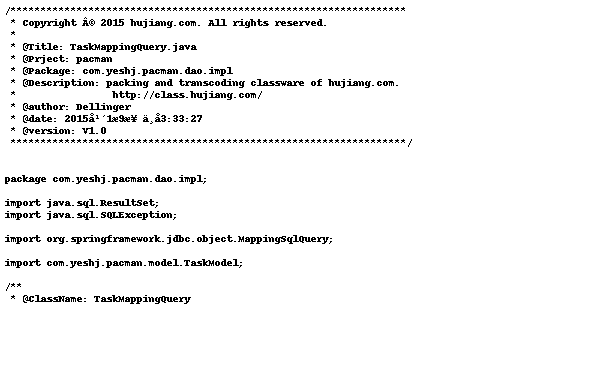 /******************************************************************
 * Copyright Â© 2015 hujiang.com. All rights reserved.
 *
 * @Title: TaskMappingQuery.java
 * @Prject: pacman
 * @Package: com.yeshj.pacman.dao.impl
 * @Description: packing and transcoding classware of hujiang.com.
 *                http://class.hujiang.com/
 * @author: Dellinger
 * @date: 2015å¹´1æ9æ¥ ä¸å3:33:27
 * @version: V1.0
 ******************************************************************/
package com.yeshj.pacman.dao.impl;
import java.sql.ResultSet;
import java.sql.SQLException;
import org.springframework.jdbc.object.MappingSqlQuery;
import com.yeshj.pacman.model.TaskModel;
/**
 * @ClassName: TaskMappingQuery